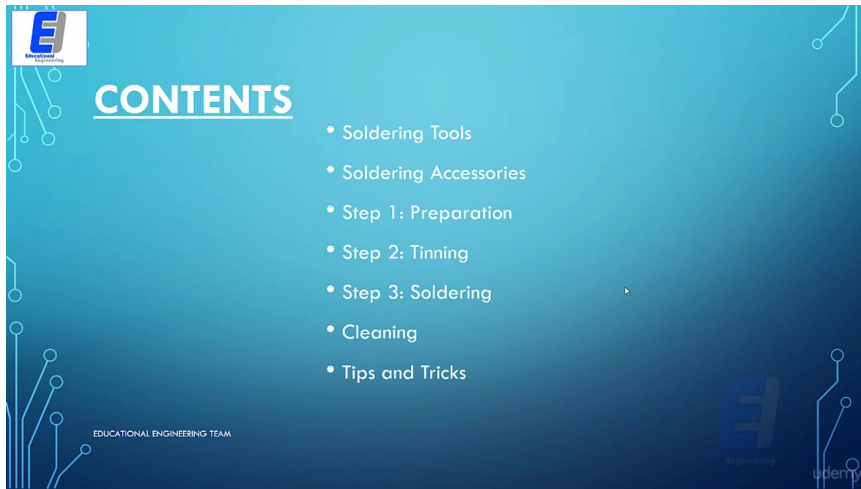 Educational
Engineering
CONTENTS
• Soldering Tools
• Soldering Accessories
• Step 1: Preparation
• Step 2: Tinning
• Step 3: Soldering
• Cleaning
• Tips and Tricks
EDUCATIONAL ENGINEERING TEAM
Engineering
udemy